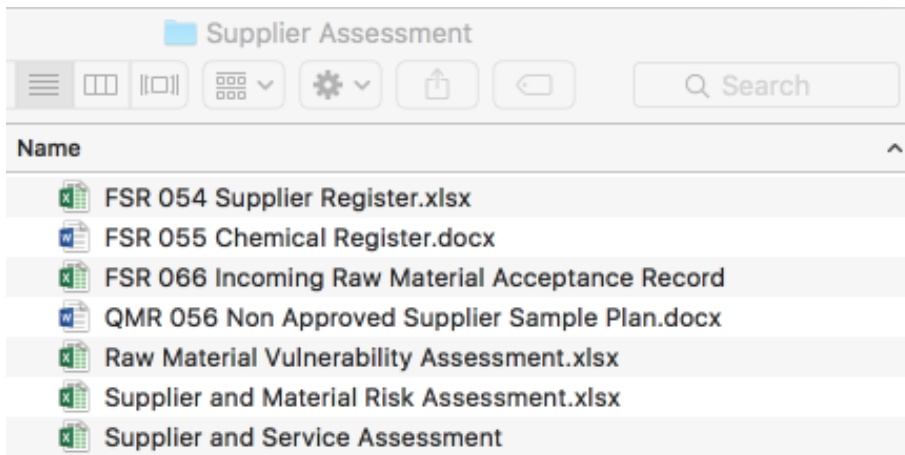 Supplier Assessment
Search
Name
FSR 054 Supplier Register.xlsx
FSR 055 Chemical Register.docx
FSR 066 Incoming Raw Material Acceptance Record
QMR 056 Non Approved Supplier Sample Plan.docx
Raw Material Vulnerability Assessment.xlsx
Supplier and Material Risk Assessment.xlsx
Supplier and Service Assessment